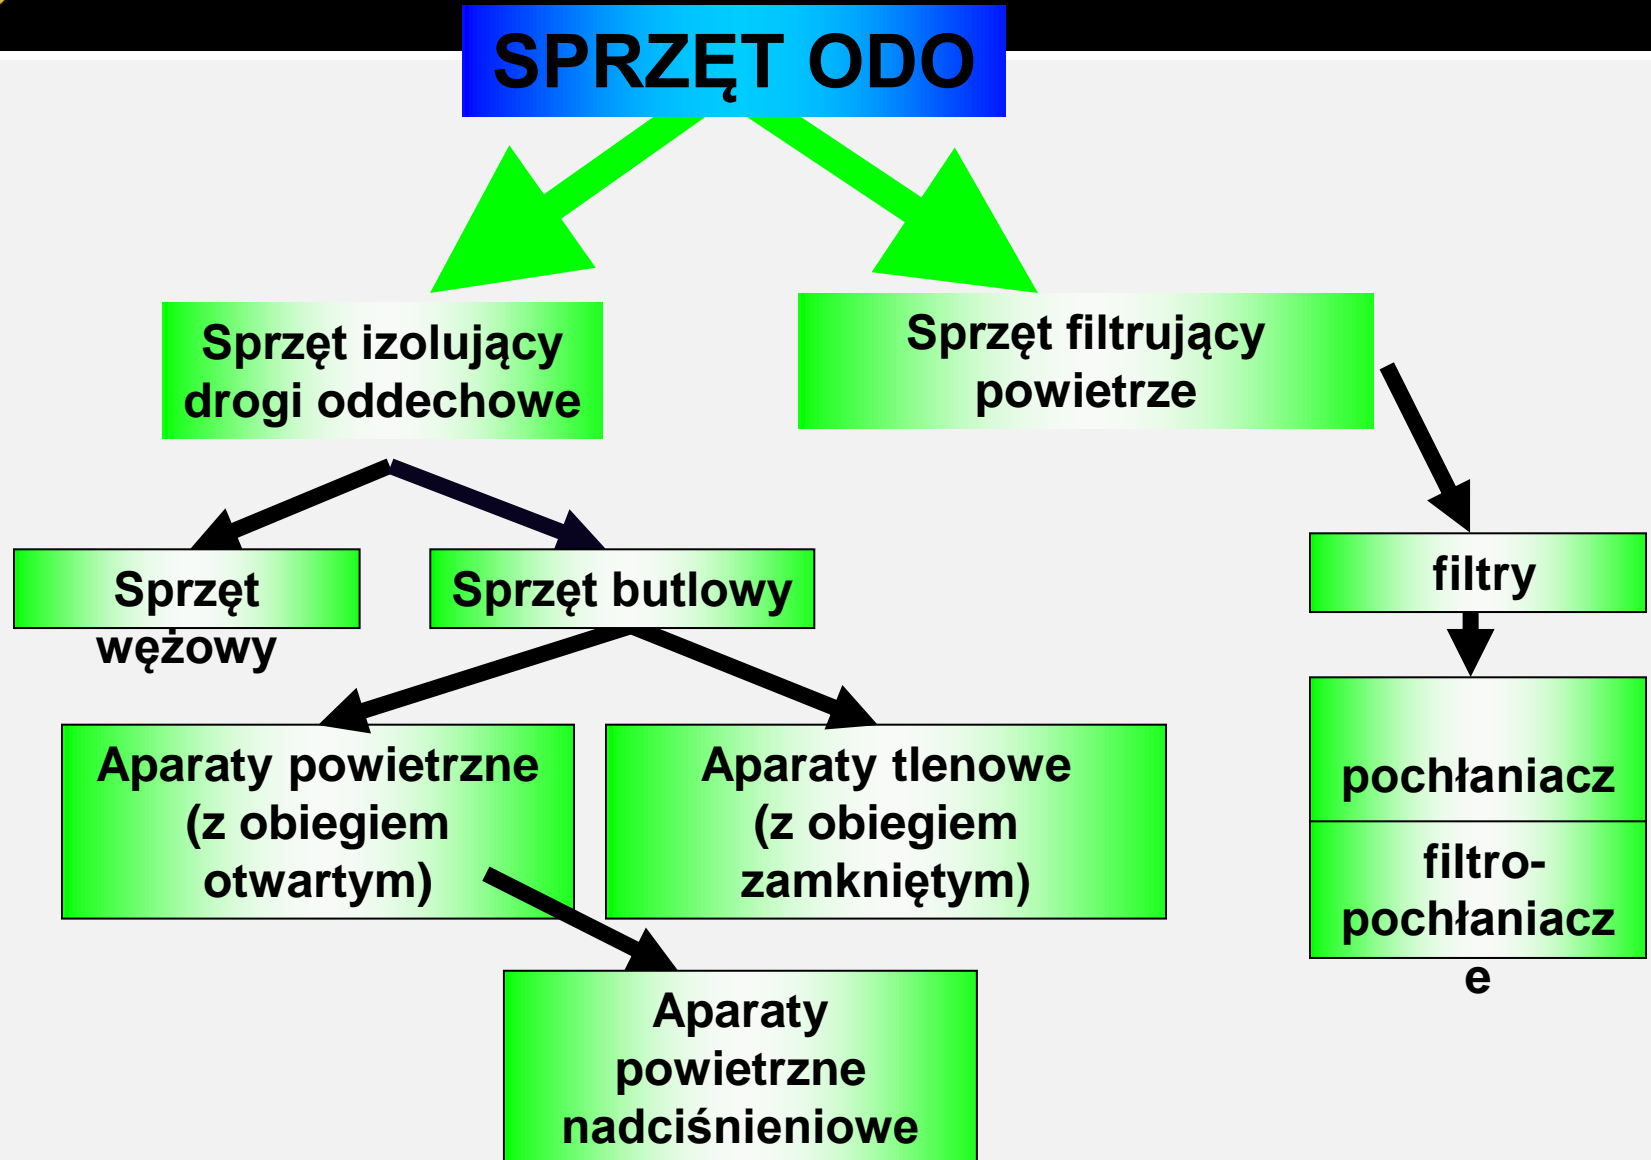 SPRZĘT ODO
Sprzęt izolujący
drogi oddechowe
Sprzęt filtrujący
powietrze
Sprzęt
wężowy
Sprzęt butlowy
filtry
Aparaty powietrzne
(z obiegiem
otwartym)
Aparaty tlenowe
(z obiegiem
zamkniętym)
pochłaniacz
filtro-
pochłaniacz
e
Aparaty
powietrzne
nadciśnieniowe